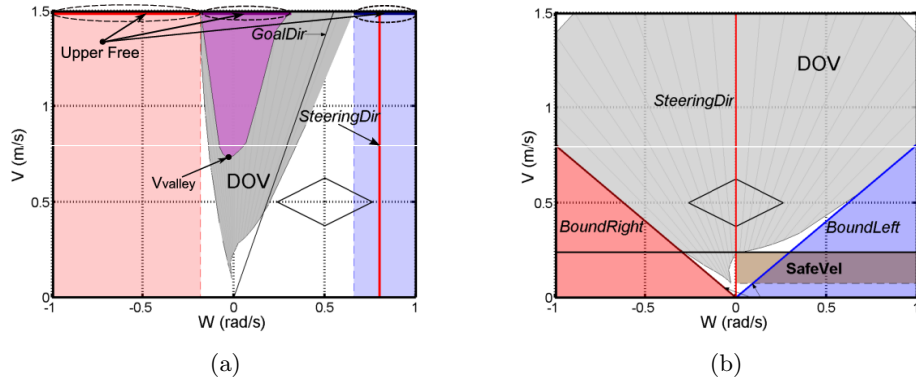 1.5
1
0.5
0
V (m/s)
-1
-0.5
0
0.5
1
W (rad/s)
Upper Free
GoalDir
SteeringDir
Vvalley
DOV
(a)
1.5
1
0.5
0
V (m/s)
-1
-0.5
0
0.5
1
W (rad/s)
DOV
SteeringDir
BoundRight
BoundLeft
SafeVel
(b)